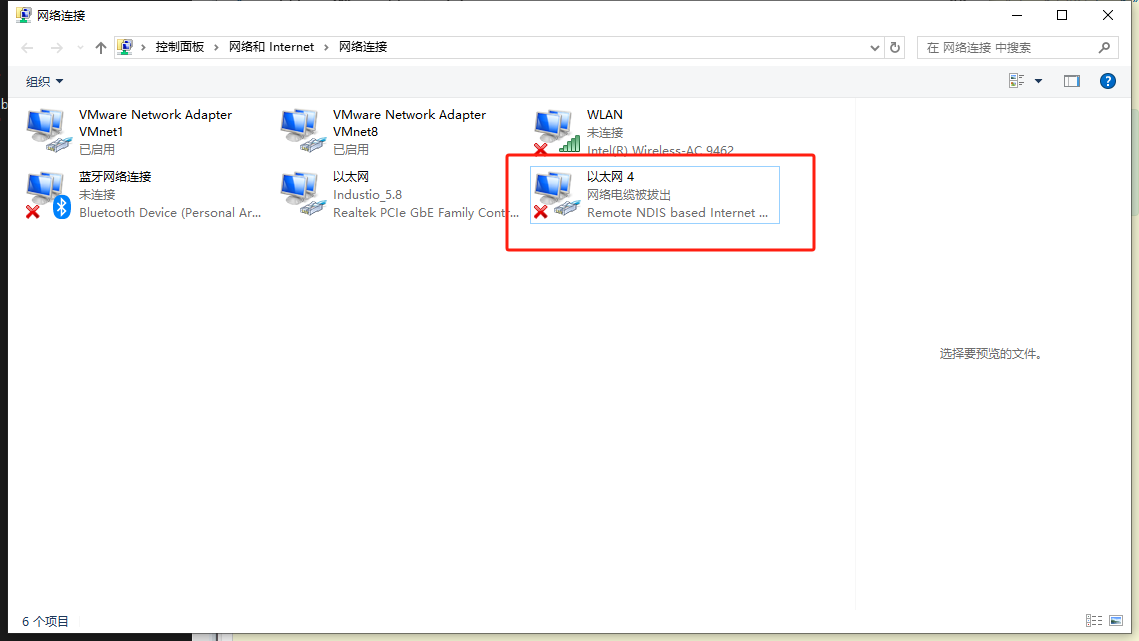 网络连接
控制面板 › 网络和 Internet › 网络连接
在 网络连接 中搜索
组织
b
VMware Network Adapter
VMnet1
已启用
VMware Network Adapter
VMnet8
已启用
WLAN
未连接
Intel(R) Wireless-AC 9462
蓝牙网络连接
未连接
Bluetooth Device (Personal Ar...
以太网
Industio_5.8
Realtek PCIe GbE Family Contr...
以太网 4
网络电缆被拔出
Remote NDIS based Internet ...
选择要预览的文件。
6 个项目